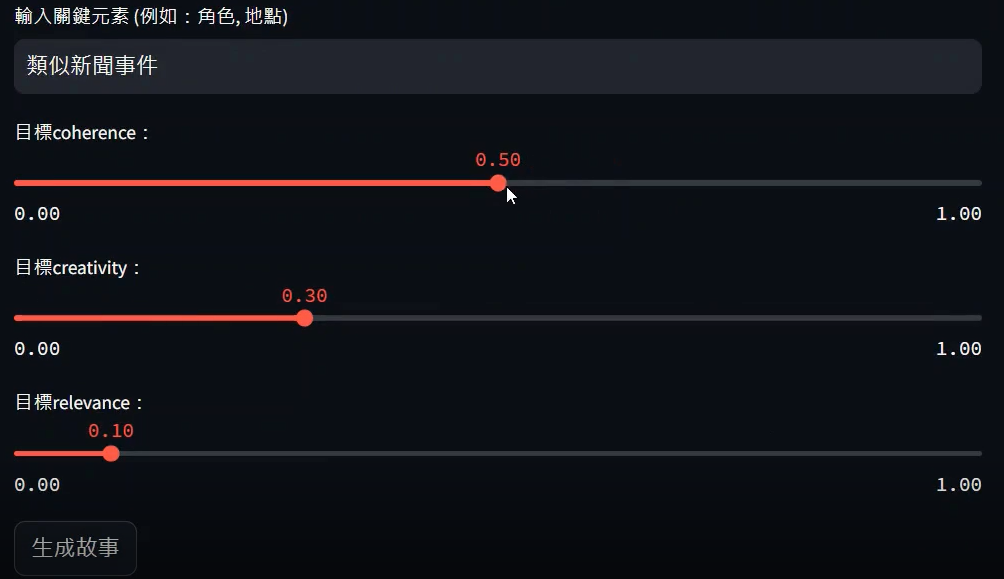 輸入關鍵元素 (例如：角色, 地點)
類似新聞事件
目標coherence：
0.50
0.00 1.00
目標creativity：
0.30
0.00 1.00
目標relevance：
0.10
0.00 1.00
生成故事